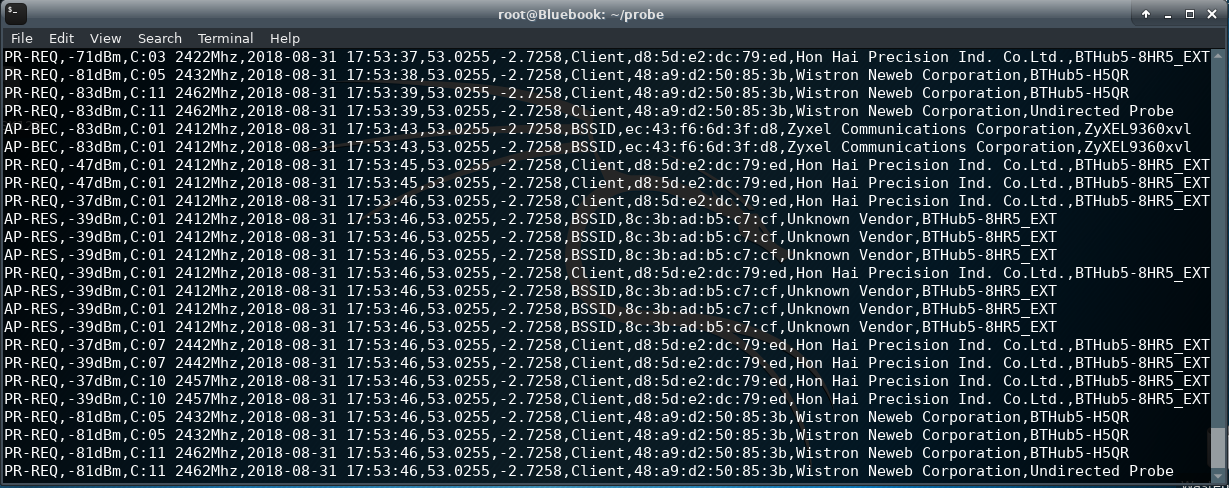 root@Bluebook: ~/probe
File Edit View Search Terminal Help
PR-REQ,-71dBm,C:03 2422Mhz,2018-08-31 17:53:37,53.0255,-2.7258,Client,d8:5d:e2:dc:79:ed,Hon Hai Precision Ind. Co.Ltd.,BTHub5-8HR5_EXT
PR-REQ,-81dBm,C:05 2432Mhz,2018-08-31 17:53:38,53.0255,-2.7258,Client,48:a9:d2:50:85:3b,Wistron Neweb Corporation,BTHub5-H5QR
PR-REQ,-83dBm,C:11 2462Mhz,2018-08-31 17:53:39,53.0255,-2.7258,Client,48:a9:d2:50:85:3b,Wistron Neweb Corporation,BTHub5-H5QR
PR-REQ,-83dBm,C:11 2462Mhz,2018-08-31 17:53:39,53.0255,-2.7258,Client,48:a9:d2:50:85:3b,Wistron Neweb Corporation,Undirected Probe
AP-BEC,-83dBm,C:01 2412Mhz,2018-08-31 17:53:43,53.0255,-2.7258,BSSID,ec:43:f6:6d:3f:d8,Zyxel Communications Corporation,ZyXEL9360xvl
AP-BEC,-83dBm,C:01 2412Mhz,2018-08-31 17:53:43,53.0255,-2.7258,BSSID,ec:43:f6:6d:3f:d8,Zyxel Communications Corporation,ZyXEL9360xvl
PR-REQ,-47dBm,C:01 2412Mhz,2018-08-31 17:53:45,53.0255,-2.7258,Client,d8:5d:e2:dc:79:ed,Hon Hai Precision Ind. Co.Ltd.,BTHub5-8HR5_EXT
PR-REQ,-47dBm,C:01 2412Mhz,2018-08-31 17:53:45,53.0255,-2.7258,Client,d8:5d:e2:dc:79:ed,Hon Hai Precision Ind. Co.Ltd.,BTHub5-8HR5_EXT
PR-REQ,-37dBm,C:01 2412Mhz,2018-08-31 17:53:46,53.0255,-2.7258,Client,d8:5d:e2:dc:79:ed,Hon Hai Precision Ind. Co.Ltd.,BTHub5-8HR5_EXT
AP-RES,-39dBm,C:01 2412Mhz,2018-08-31 17:53:46,53.0255,-2.7258,BSSID,8c:3b:ad:b5:c7:cf,Unknown Vendor,BTHub5-8HR5_EXT
AP-RES,-39dBm,C:01 2412Mhz,2018-08-31 17:53:46,53.0255,-2.7258,BSSID,8c:3b:ad:b5:c7:cf,Unknown Vendor,BTHub5-8HR5_EXT
AP-RES,-39dBm,C:01 2412Mhz,2018-08-31 17:53:46,53.0255,-2.7258,BSSID,8c:3b:ad:b5:c7:cf,Unknown Vendor,BTHub5-8HR5_EXT
PR-REQ,-39dBm,C:01 2412Mhz,2018-08-31 17:53:46,53.0255,-2.7258,Client,d8:5d:e2:dc:79:ed,Hon Hai Precision Ind. Co.Ltd.,BTHub5-8HR5_EXT
AP-RES,-39dBm,C:01 2412Mhz,2018-08-31 17:53:46,53.0255,-2.7258,BSSID,8c:3b:ad:b5:c7:cf,Unknown Vendor,BTHub5-8HR5_EXT
AP-RES,-39dBm,C:01 2412Mhz,2018-08-31 17:53:46,53.0255,-2.7258,BSSID,8c:3b:ad:b5:c7:cf,Unknown Vendor,BTHub5-8HR5_EXT
AP-RES,-39dBm,C:01 2412Mhz,2018-08-31 17:53:46,53.0255,-2.7258,BSSID,8c:3b:ad:b5:c7:cf,Unknown Vendor,BTHub5-8HR5_EXT
PR-REQ,-37dBm,C:07 2442Mhz,2018-08-31 17:53:46,53.0255,-2.7258,Client,d8:5d:e2:dc:79:ed,Hon Hai Precision Ind. Co.Ltd.,BTHub5-8HR5_EXT
PR-REQ,-39dBm,C:07 2442Mhz,2018-08-31 17:53:46,53.0255,-2.7258,Client,d8:5d:e2:dc:79:ed,Hon Hai Precision Ind. Co.Ltd.,BTHub5-8HR5_EXT
PR-REQ,-37dBm,C:10 2457Mhz,2018-08-31 17:53:46,53.0255,-2.7258,Client,d8:5d:e2:dc:79:ed,Hon Hai Precision Ind. Co.Ltd.,BTHub5-8HR5_EXT
PR-REQ,-39dBm,C:10 2457Mhz,2018-08-31 17:53:46,53.0255,-2.7258,Client,d8:5d:e2:dc:79:ed,Hon Hai Precision Ind. Co.Ltd.,BTHub5-8HR5_EXT
PR-REQ,-81dBm,C:05 2432Mhz,2018-08-31 17:53:46,53.0255,-2.7258,Client,48:a9:d2:50:85:3b,Wistron Neweb Corporation,BTHub5-H5QR
PR-REQ,-81dBm,C:05 2432Mhz,2018-08-31 17:53:46,53.0255,-2.7258,Client,48:a9:d2:50:85:3b,Wistron Neweb Corporation,BTHub5-H5QR
PR-REQ,-81dBm,C:11 2462Mhz,2018-08-31 17:53:46,53.0255,-2.7258,Client,48:a9:d2:50:85:3b,Wistron Neweb Corporation,BTHub5-H5QR
PR-REQ,-81dBm,C:11 2462Mhz,2018-08-31 17:53:46,53.0255,-2.7258,Client,48:a9:d2:50:85:3b,Wistron Neweb Corporation,Undirected Probe